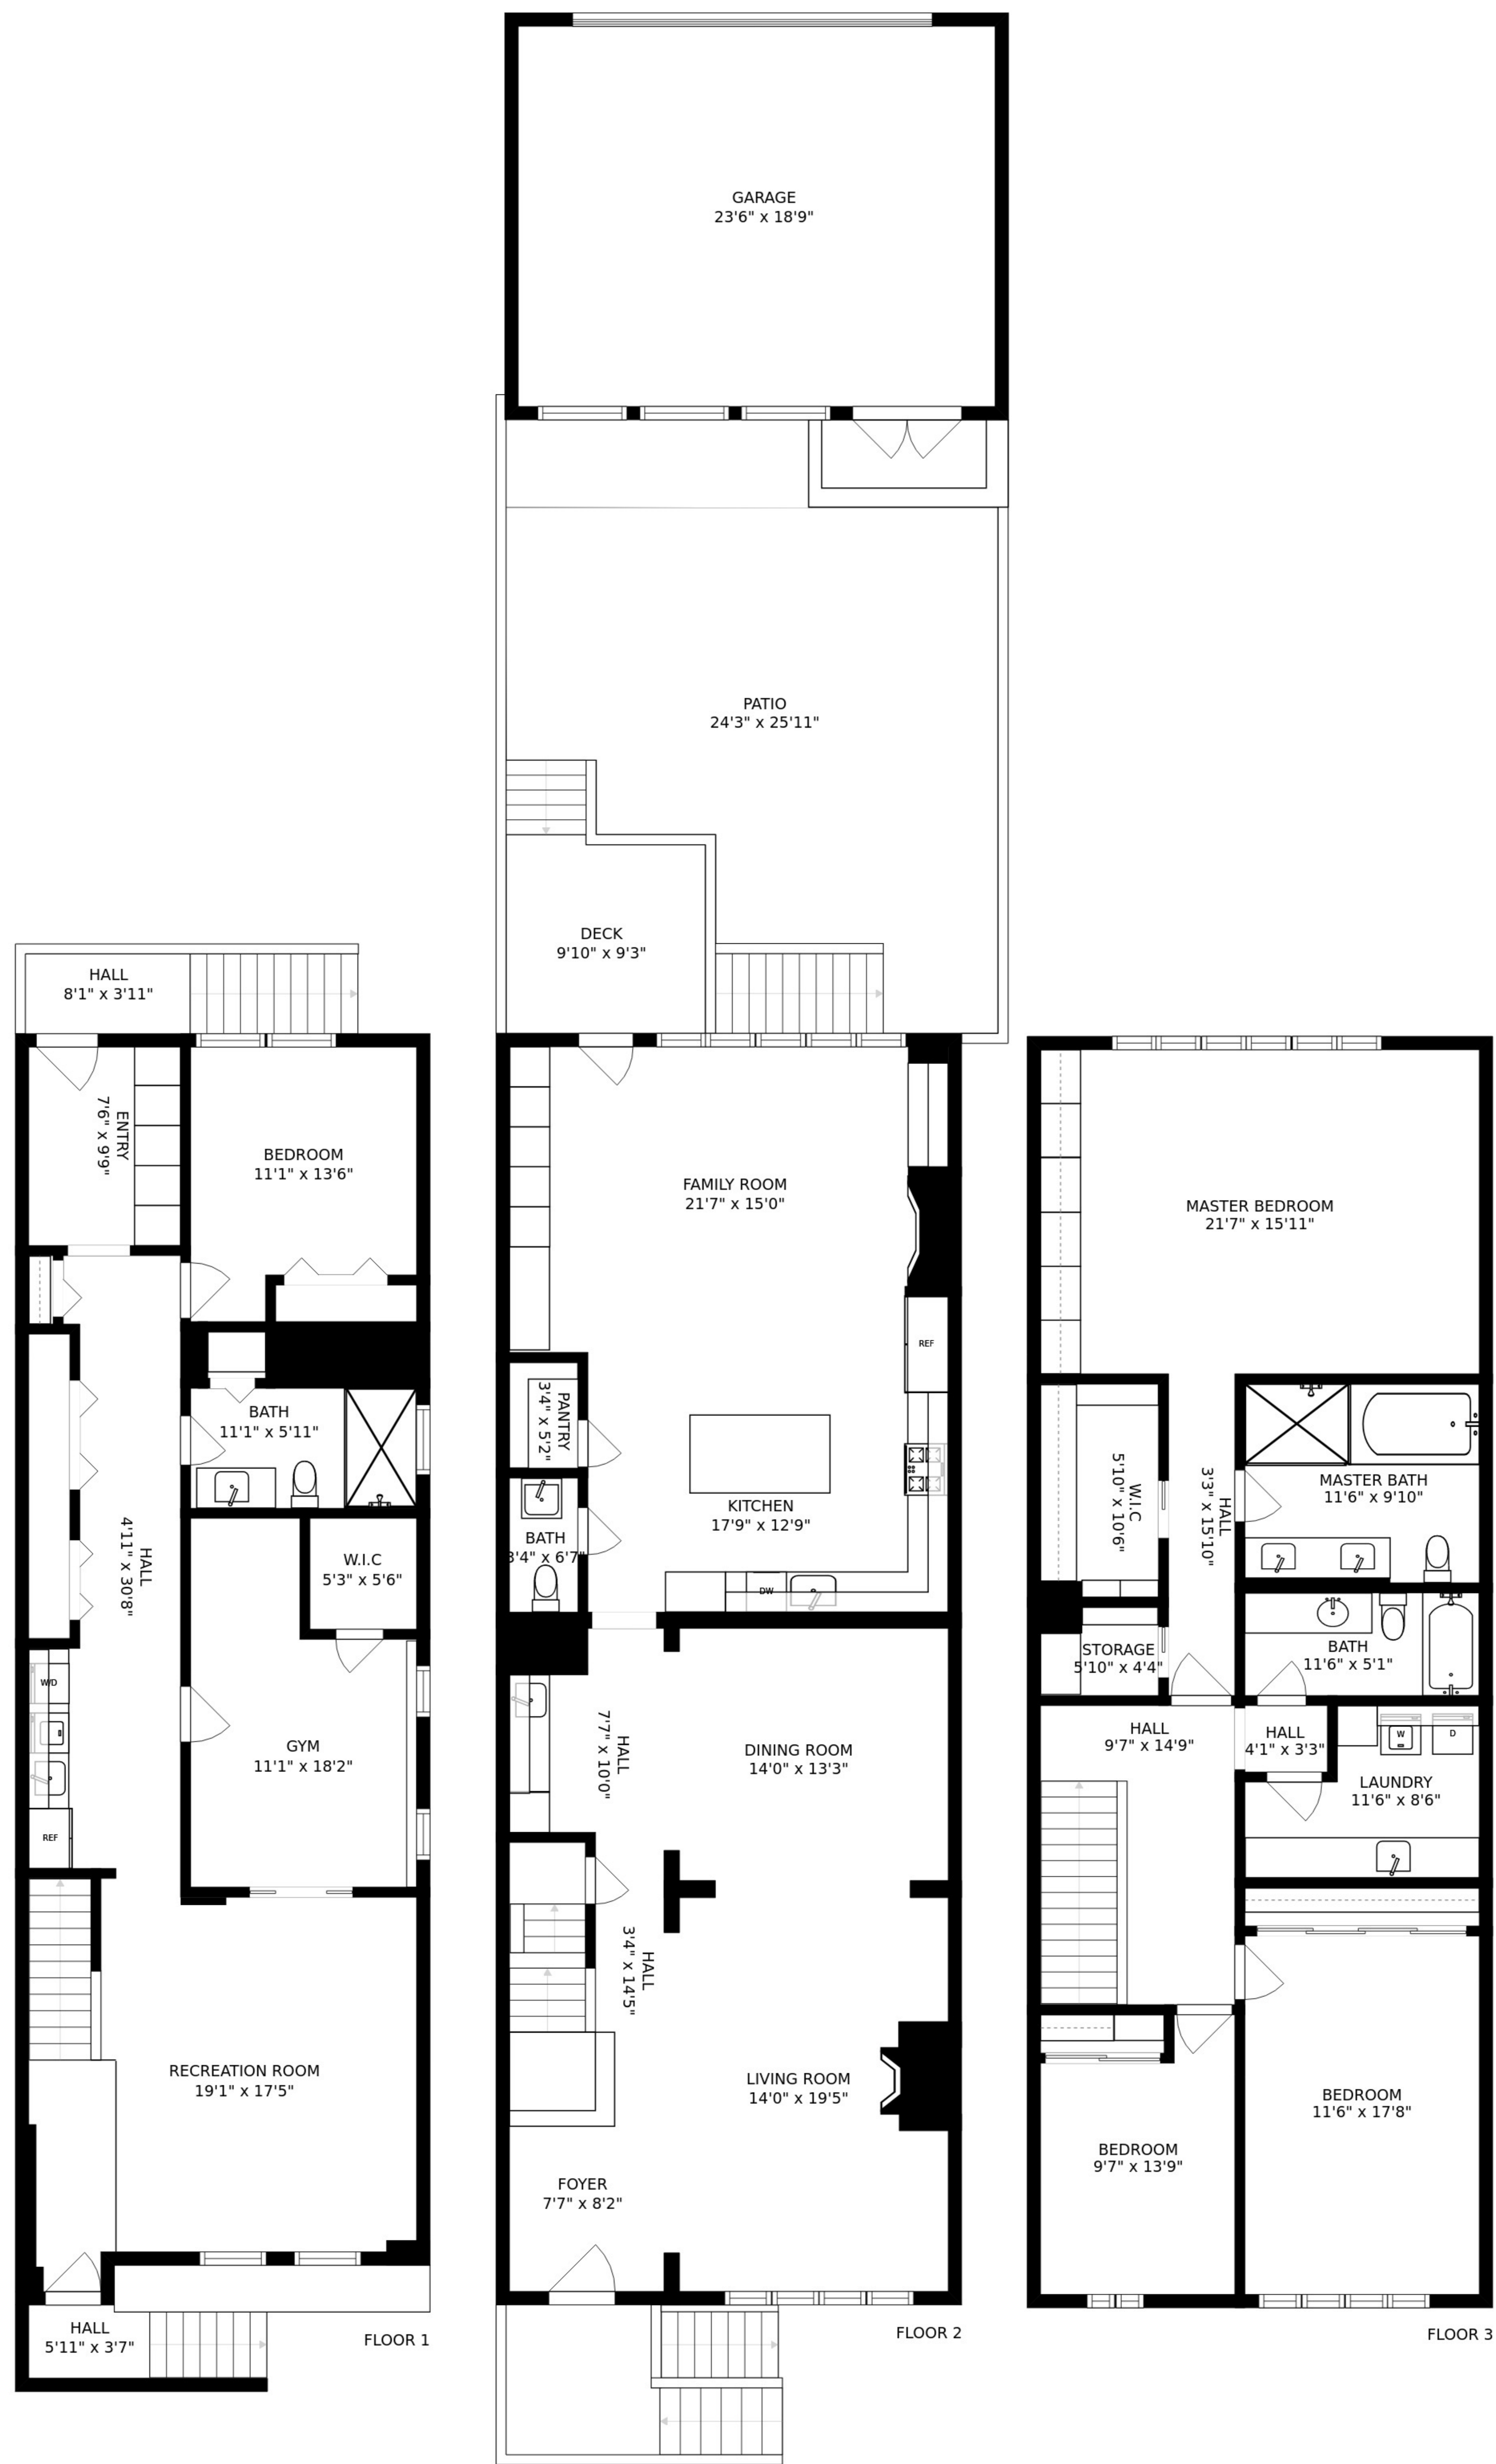 GARAGE
23'6" x 18'9"
PATIO
24'3" x 25'11"
DECK
9'10" x 9'3"
HALL
8'1" x 3'11"
ENTRY
7'6" x 9'9"
BEDROOM
11'1" x 13'6"
BATH
11'1" x 5'11"
HALL
4'11" x 30'8"
W.I.C
5'3" x 5'6"
W/D
GYM
11'1" x 18'2"
REF
RECREATION ROOM
19'1" x 17'5"
HALL
5'11" x 3'7"
FLOOR 1
FAMILY ROOM
21'7" x 15'0"
REF
PANTRY
3'4" x 5'2"
KITCHEN
17'9" x 12'9"
BATH
3'4" x 6'7"
DW
HALL
7'7" x 10'0"
DINING ROOM
14'0" x 13'3"
HALL
3'4" x 14'5"
LIVING ROOM
14'0" x 19'5"
FOYER
7'7" x 8'2"
FLOOR 2
MASTER BEDROOM
21'7" x 15'11"
W.I.C
5'10" x 10'6"
HALL
3'3" x 15'10"
MASTER BATH
11'6" x 9'10"
STORAGE
5'10" x 4'4"
BATH
11'6" x 5'1"
HALL
9'7" x 14'9"
HALL
4'1" x 3'3"
W
D
LAUNDRY
11'6" x 8'6"
BEDROOM
11'6" x 17'8"
BEDROOM
9'7" x 13'9"
FLOOR 3